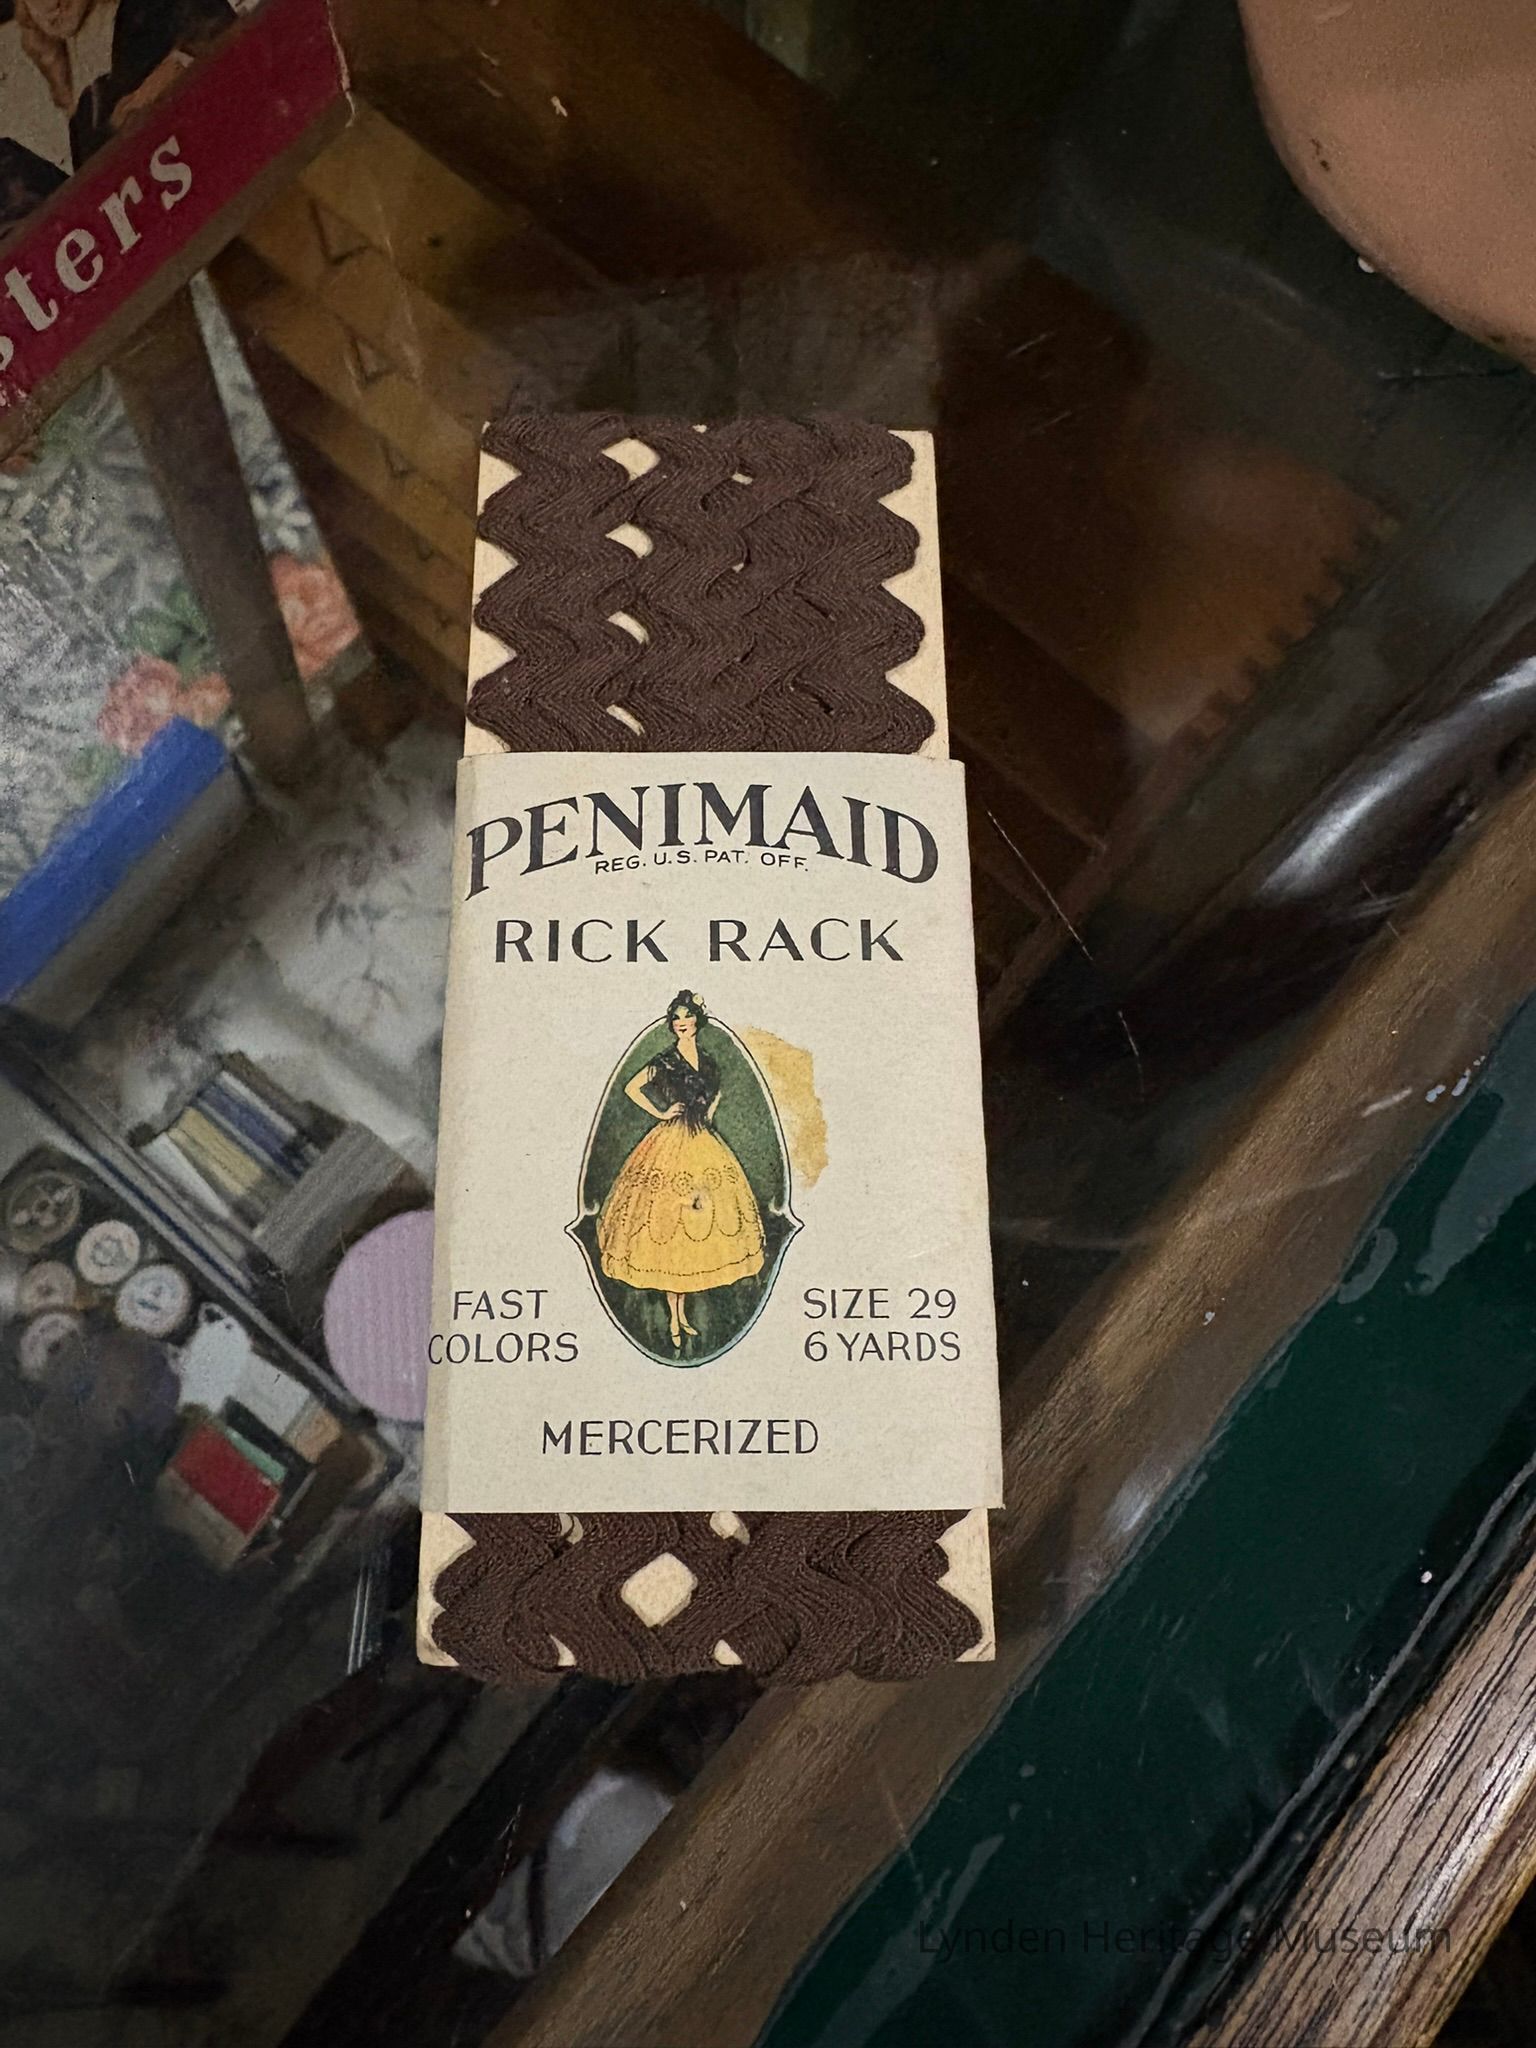 sters
PENIMAID
REG. U.S. PAT. OFF.
RICK RACK
FAST
COLORS
SIZE 29
6 YARDS
MERCERIZED
Lynden Heritage Museum